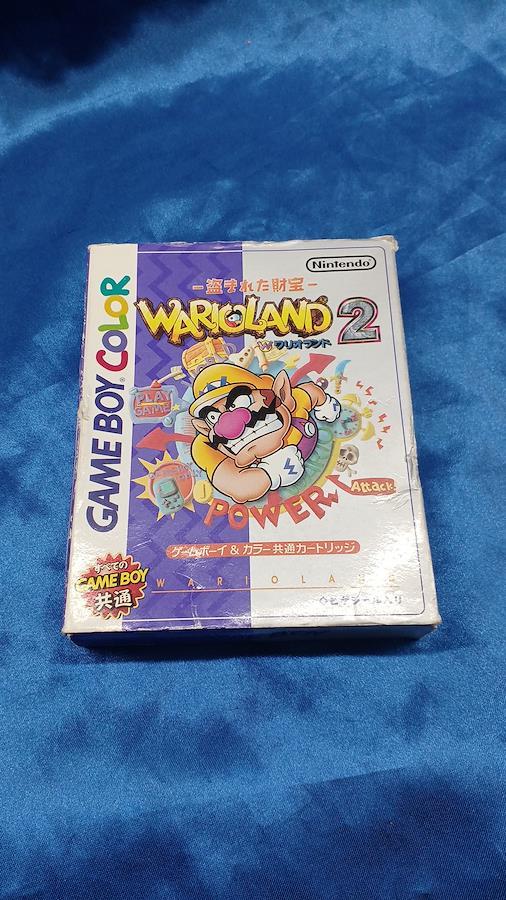 GAME BOY COLOR
Nintendo
-盗まれた財宝-
WARIOLAND 2
ワリオランド
PLAY
GAME
POWER
Attack
ゲームボーイ&カラー共通カートリッジ
WARIOLAND
すべての
GAME BOY
共通